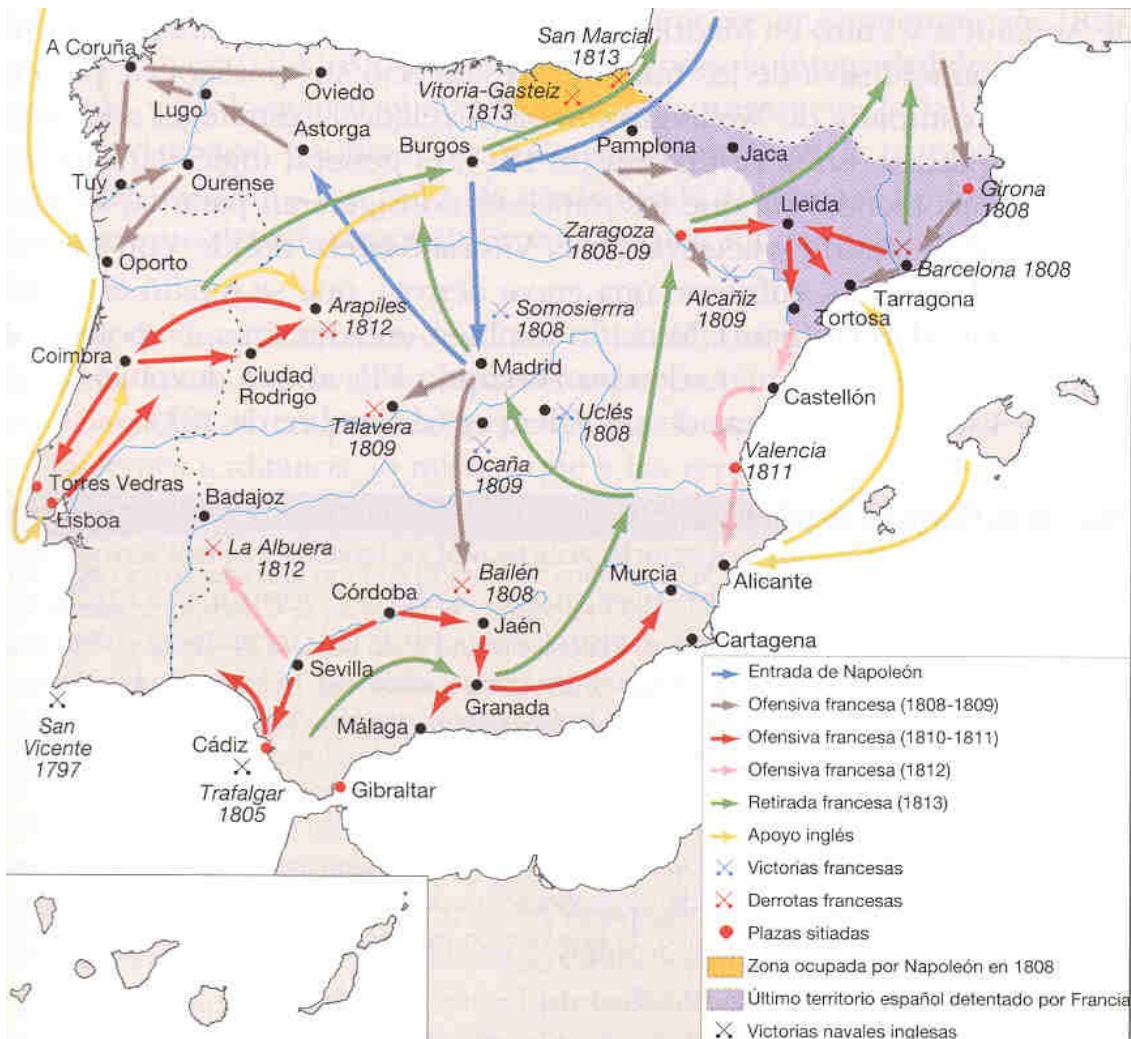 San Marcial
1813
A Coruña
Oviedo
Vitoria-Gasteiz
1813
Lugo
Astorga
Burgos
Pamplona
Jaca
Tuy
Ourense
Girona
1808
Lleida
Zaragoza
1808-09
Oporto
Barcelona 1808
Alcañiz
1809
Tarragona
Tortosa
Arapiles
1812
Somosierrra
1808
Coimbra
Ciudad
Rodrigo
Madrid
Castellón
Talavera
1809
Uclés
1808
Ocaña
1809
Valencia
1811
Torres Vedras
Lisboa
Badajoz
La Albuera
1812
Bailén
1808
Murcia
Alicante
Córdoba
Jaén
Cartagena
Sevilla
Granada
Málaga
San
Vicente
1797
Cádiz
Trafalgar
1805
Gibraltar
Entrada de Napoleón
Ofensiva francesa (1808-1809)
Ofensiva francesa (1810-1811)
Ofensiva francesa (1812)
Retirada francesa (1813)
Apoyo inglés
Victorias francesas
Derrotas francesas
Plazas sitiadas
Zona ocupada por Napoleón en 1808
Último territorio español detentado por Francia
Victorias navales inglesas